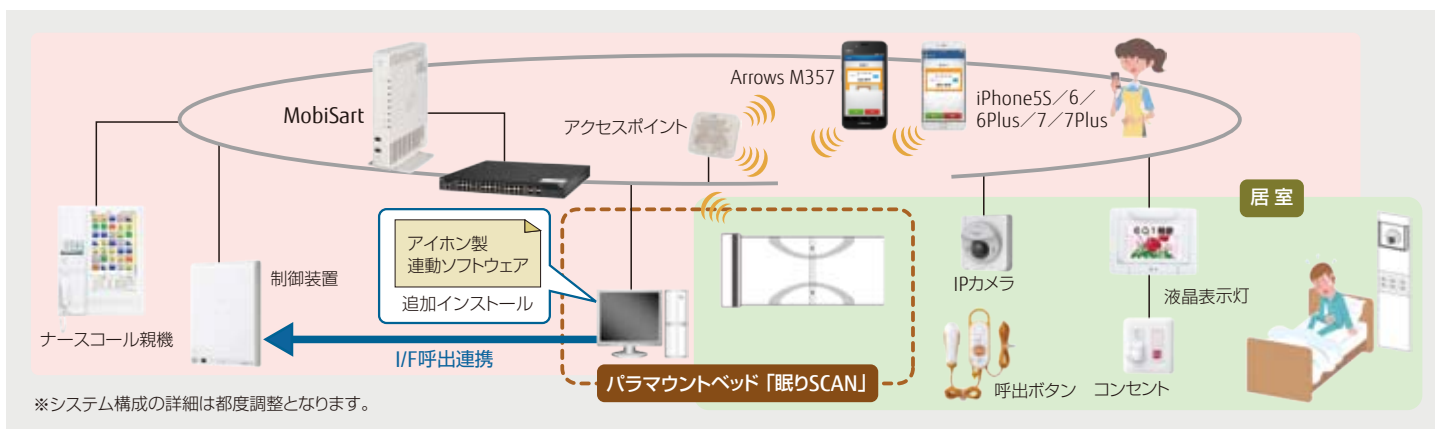 MobiSart
アクセスポイント
Arrows M357
iPhone5S／6／
6Plus／7／7Plus
居室
アイホン製
連動ソフトウェア
追加インストール
制御装置
ナースコール親機
I/F呼出連携
パラマウントベッド「眠りSCAN」
IPカメラ
液晶表示灯
呼出ボタン
コンセント
※システム構成の詳細は都度調整となります。